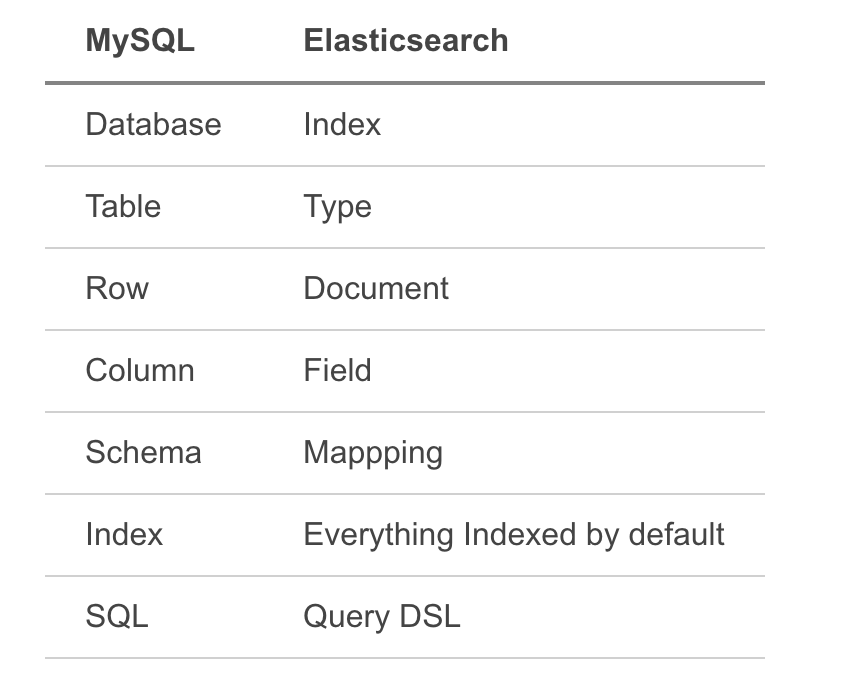 MySQL Elasticsearch
Database Index
Table Type
Row Document
Column Field
Schema Mappping
Index Everything Indexed by default
SQL Query DSL